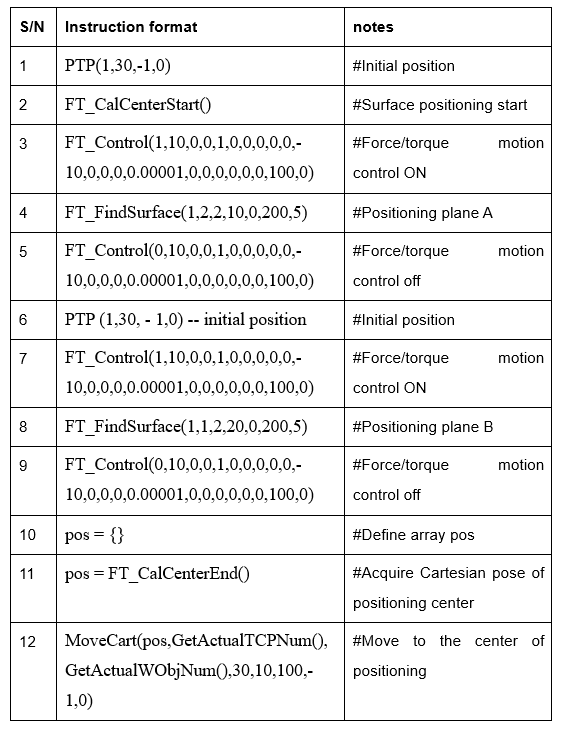 S/N Instruction format notes
1 PTP(1,30,-1,0) #Initial position
2 FT_CalCenterStart() #Surface positioning start
3 FT_Control(1,10,0,0,1,0,0,0,0,0,- #Force/torque motion
10,0,0,0,0.00001,0,0,0,0,0,0,100,0) control ON
4 FT_FindSurface(1,2,2,10,0,200,5) #Positioning plane A
5 FT_Control(0,10,0,0,1,0,0,0,0,0,- #Force/torque motion
10,0,0,0,0.00001,0,0,0,0,0,0,100,0) control off
6 PTP (1,30, - 1,0) -- initial position #Initial position
7 FT_Control(1,10,0,0,1,0,0,0,0,0,- #Force/torque motion
10,0,0,0,0.00001,0,0,0,0,0,0,100,0) control ON
8 FT_FindSurface(1,1,2,20,0,200,5) #Positioning plane B
9 FT_Control(0,10,0,0,1,0,0,0,0,0,- #Force/torque motion
10,0,0,0,0.00001,0,0,0,0,0,0,100,0) control off
10 pos = {} #Define array pos
11 pos = FT_CalCenterEnd() #Acquire Cartesian pose of
positioning center
12 MoveCart(pos,GetActualTCPNum(), #Move to the center of
GetActualWObjNum(),30,10,100,- positioning
1,0)